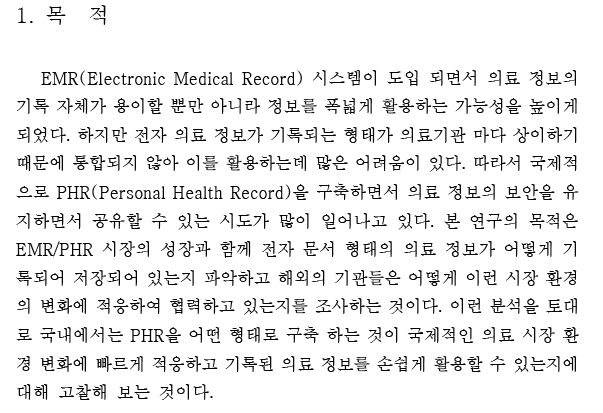 1. 목 적
EMR(Electronic Medical Record) 시스템이 도입 되면서 의료 정보의
기록 자체가 용이할 뿐만 아니라 정보를 폭넓게 활용하는 가능성을 높이게
되었다. 하지만 전자 의료 정보가 기록되는 형태가 의료기관 마다 상이하기
때문에 통합되지 않아 이를 활용하는데 많은 어려움이 있다. 따라서 국제적
으로 PHR(Personal Health Record)을 구축하면서 의료 정보의 보안을 유
지하면서 공유할 수 있는 시도가 많이 일어나고 있다. 본 연구의 목적은
EMR/PHR 시장의 성장과 함께 전자 문서 형태의 의료 정보가 어떻게 기
록되어 저장되어 있는지 파악하고 해외의 기관들은 어떻게 이런 시장 환경
의 변화에 적응하여 협력하고 있는지를 조사하는 것이다. 이런 분석을 토대
로 국내에서는 PHR을 어떤 형태로 구축 하는 것이 국제적인 의료 시장 환
경 변화에 빠르게 적응하고 기록된 의료 정보를 손쉽게 활용할 수 있는지에
대해 고찰해 보는 것이다.